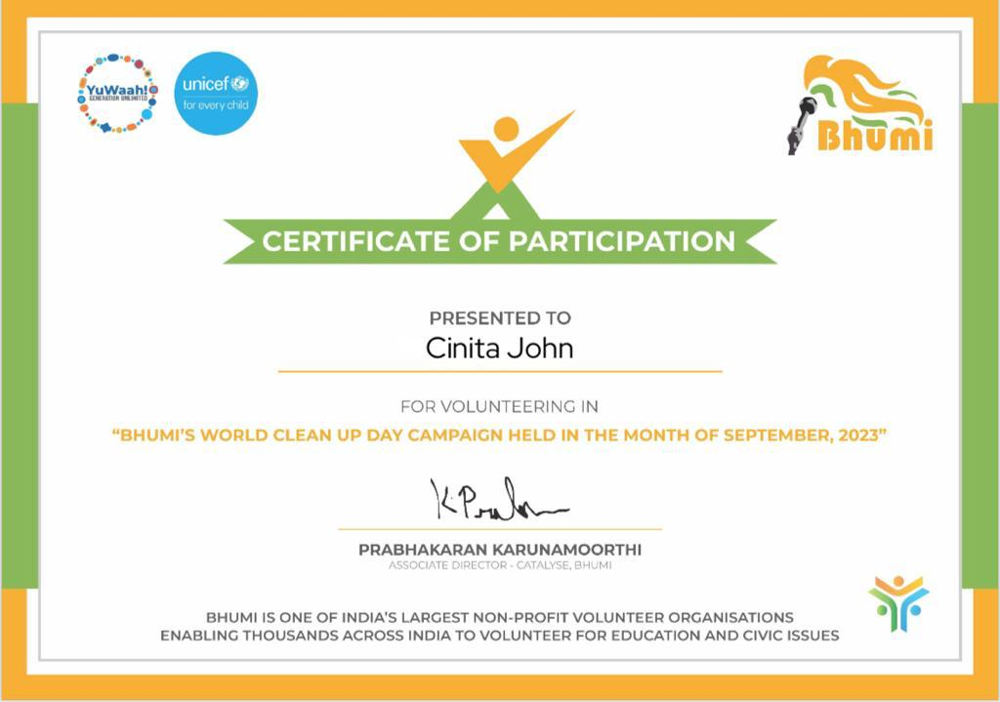 YuWaah!
GENERATION UNLIMITED
unicef
for every child
Bhumi
CERTIFICATE OF PARTICIPATION
PRESENTED TO
Cinita John
FOR VOLUNTEERING IN
“BHUMI’S WORLD CLEAN UP DAY CAMPAIGN HELD IN THE MONTH OF SEPTEMBER, 2023”
PRABHAKARAN KARUNAMOORTHI
ASSOCIATE DIRECTOR - CATALYSE, BHUMI
BHUMI IS ONE OF INDIA’S LARGEST NON-PROFIT VOLUNTEER ORGANISATIONS
ENABLING THOUSANDS ACROSS INDIA TO VOLUNTEER FOR EDUCATION AND CIVIC ISSUES